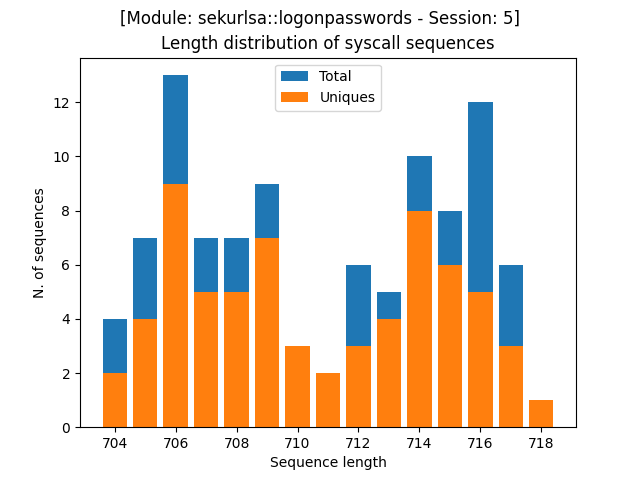 [Module: sekurlsa::logonpasswords - Session: 5]
Length distribution of syscall sequences
Total
Uniques
12
10
8
6
4
2
0
N. of sequences
704 706 708 710 712 714 716 718
Sequence length